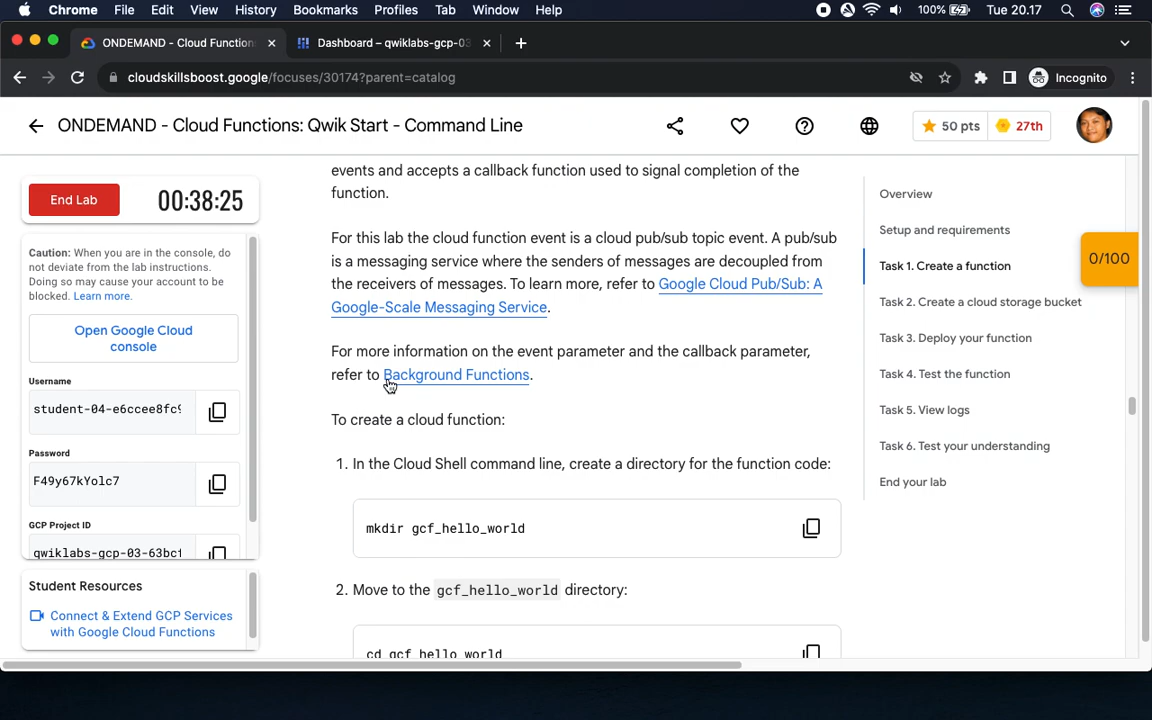 Chrome File Edit View History Bookmarks Profiles Tab Window Help 100% Tue 20.17
ONDEMAND - Cloud Function
Dashboard – qwiklabs-gcp-03
cloudskillsboost.google/focuses/30174?parent=catalog
Incognito
ONDEMAND - Cloud Functions: Qwik Start - Command Line
50 pts
27th
End Lab
00:38:25
Caution: When you are in the console, do
not deviate from the lab instructions.
Doing so may cause your account to be
blocked. Learn more.
Open Google Cloud
console
Username
student-04-e6ccee8fc9
Password
F49y67kYolc7
GCP Project ID
qwiklabs-gcp-03-63bcf
Student Resources
Connect & Extend GCP Services
with Google Cloud Functions
events and accepts a callback function used to signal completion of the
function.
For this lab the cloud function event is a cloud pub/sub topic event. A pub/sub
is a messaging service where the senders of messages are decoupled from
the receivers of messages. To learn more, refer to Google Cloud Pub/Sub: A
Google-Scale Messaging Service.
For more information on the event parameter and the callback parameter,
refer to Background Functions.
To create a cloud function:
1. In the Cloud Shell command line, create a directory for the function code:
mkdir gcf_hello_world
2. Move to the gcf_hello_world directory:
cd gcf_hello_world
Overview
Setup and requirements
Task 1. Create a function
Task 2. Create a cloud storage bucket
Task 3. Deploy your function
Task 4. Test the function
Task 5. View logs
Task 6. Test your understanding
End your lab
0/100